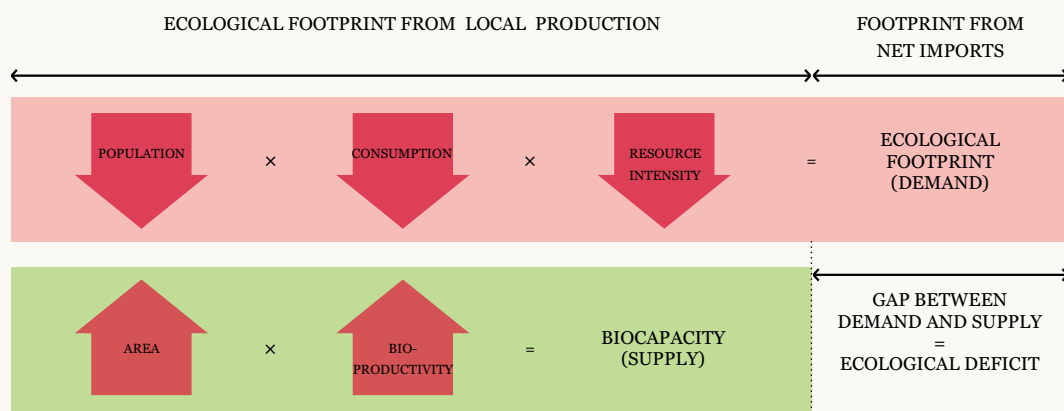 ECOLOGICAL FOOTPRINT FROM LOCAL PRODUCTION
FOOTPRINT FROM
NET IMPORTS
POPULATION
×
CONSUMPTION
×
RESOURCE
INTENSITY
=
ECOLOGICAL
FOOTPRINT
(DEMAND)
AREA
×
BIO-
PRODUCTIVITY
=
BIOCAPACITY
(SUPPLY)
GAP BETWEEN
DEMAND AND SUPPLY
=
ECOLOGICAL DEFICIT